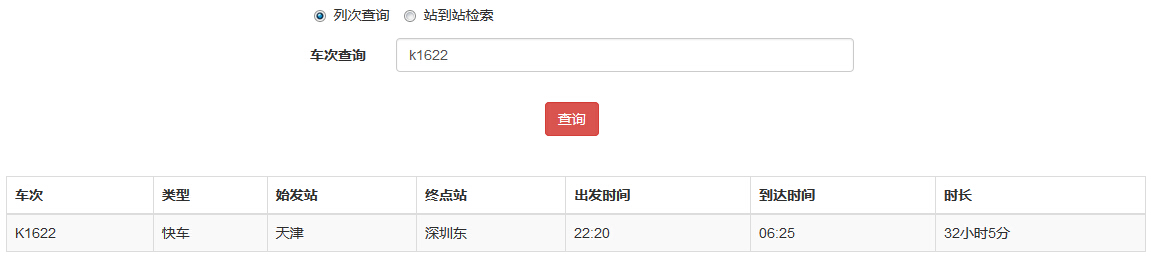 列次查询 站到站检索
车次查询 k1622
查询
车次 类型 始发站 终点站 出发时间 到达时间 时长
K1622 快车 天津 深圳东 22:20 06:25 32小时5分